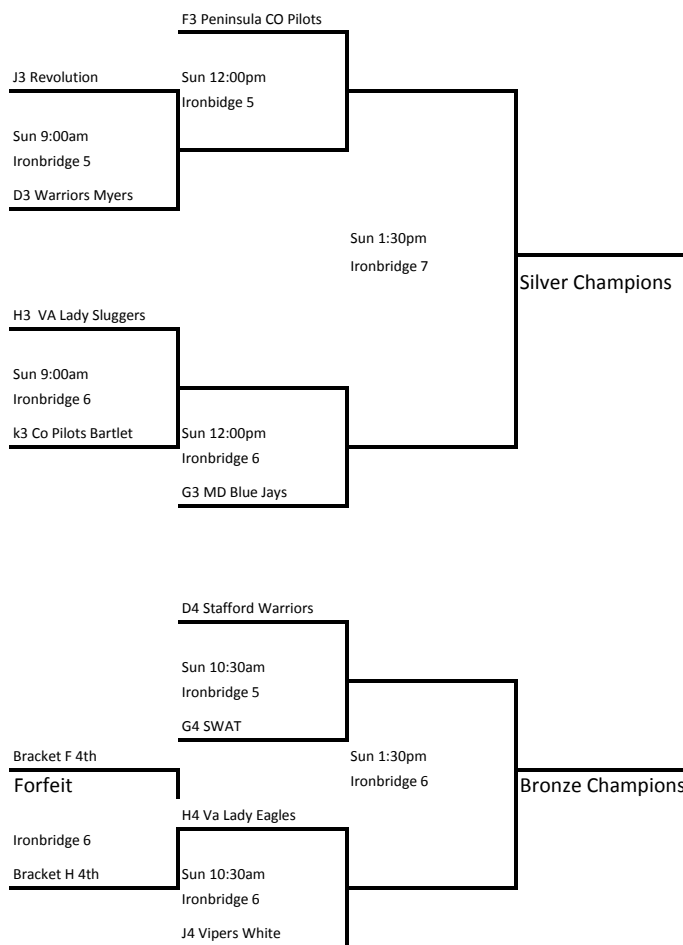 F3 Peninsula CO Pilots
J3 Revolution
Sun 12:00pm
Ironbidge 5
Sun 9:00am
Ironbridge 5
D3 Warriors Myers
Sun 1:30pm
Ironbridge 7
Silver Champions
H3  VA Lady Sluggers
Sun 9:00am
Ironbridge 6
k3 Co Pilots Bartlet
Sun 12:00pm
Ironbridge 6
G3 MD Blue Jays
D4 Stafford Warriors
Sun 10:30am
Ironbridge 5
G4 SWAT
Bracket F 4th
Forfeit
Sun 1:30pm
Ironbridge 6
Bronze Champions
H4 Va Lady Eagles
Ironbridge 6
Bracket H 4th
Sun 10:30am
Ironbridge 6
J4 Vipers White